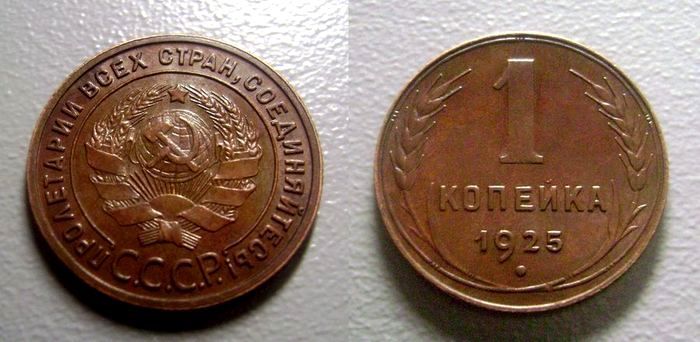 ПРОЛЕТАРИИ ВСЕХ СТРАН, СОЕДИНЯЙТЕСЬ!
С.С.С.Р.
1
КОПЕЙКА
1925